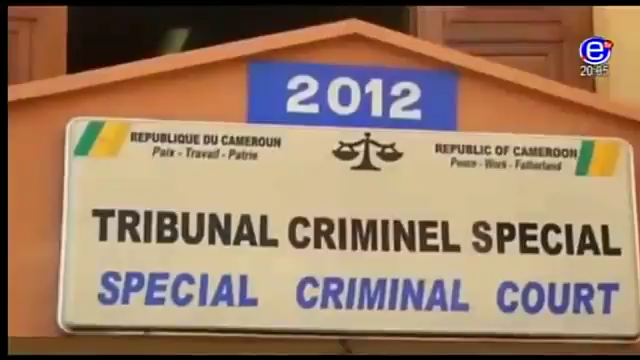 e
20:05
2012
REPUBLIQUE DU CAMEROUN
Paix - Travail - Patrie
REPUBLIC OF CAMEROON
Peace - Work - Fatherland
TRIBUNAL CRIMINEL SPECIAL
SPECIAL CRIMINAL COURT